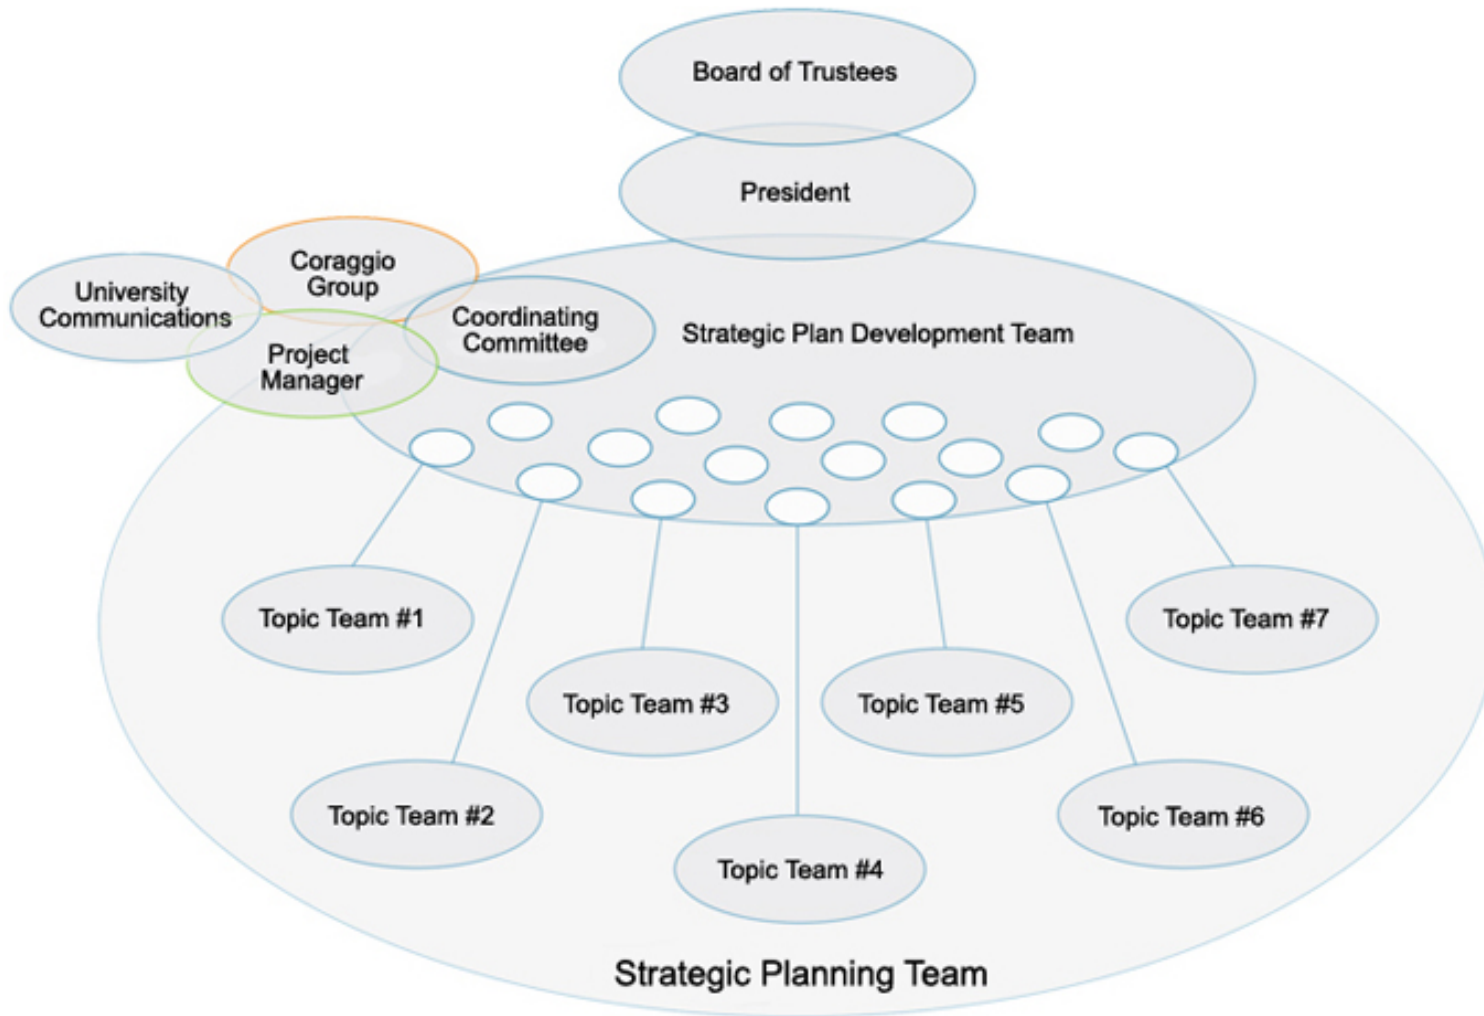 Board of Trustees
President
Coraggio
Group
University
Communications
Coordinating
Committee
Strategic Plan Development Team
Project
Manager
Topic Team #1
Topic Team #7
Topic Team #3
Topic Team #5
Topic Team #2
Topic Team #6
Topic Team #4
Strategic Planning Team